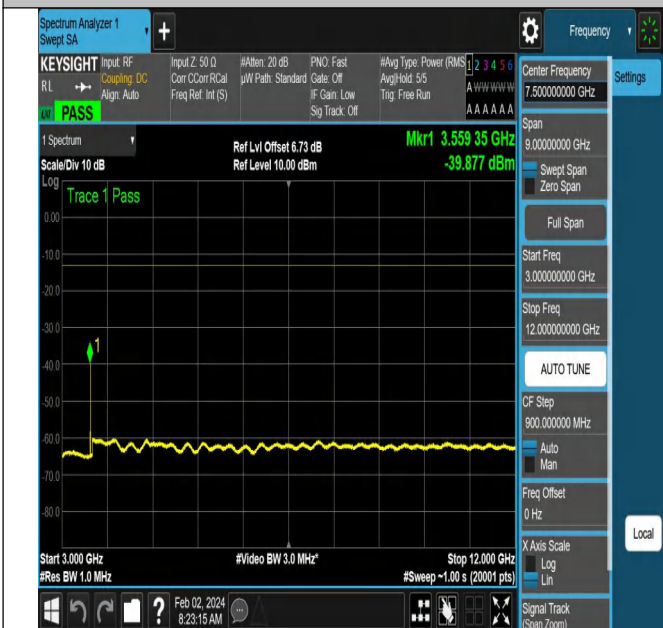 Spectrum Analyzer 1
Swept SA
+
Frequency
KEYSIGHT
Input: RF
Coupling: DC
Align: Auto
RL
LNI
PASS
Input Z: 50 Ω
Corr CCorr RCal
Freq Ref: Int (S)
#Atten: 20 dB
µW Path: Standard
PNO: Fast
Gate: Off
IF Gain: Low
Sig Track: Off
#Avg Type: Power (RMS
Avg|Hold: 5/5
Trig: Free Run
1 2 3 4 5 6
A W W W W W
A A A A A A
1 Spectrum
Scale/Div 10 dB
Log
Ref Lvl Offset 6.73 dB
Ref Level 10.00 dBm
Mkr1 3.559 35 GHz
-39.877 dBm
Trace 1 Pass
0.00
-10.0
-20.0
-30.0
-40.0
-50.0
-60.0
-70.0
-80.0
1
Start 3.000 GHz
#Res BW 1.0 MHz
#Video BW 3.0 MHz*
Stop 12.000 GHz
#Sweep ~1.00 s (20001 pts)
Feb 02, 2024
8:23:15 AM
?
Center Frequency
7.500000000 GHz
Settings
Span
9.00000000 GHz
Swept Span
Zero Span
Full Span
Start Freq
3.000000000 GHz
Stop Freq
12.000000000 GHz
AUTO TUNE
CF Step
900.000000 MHz
Auto
Man
Freq Offset
0 Hz
Local
X Axis Scale
Log
Lin
Signal Track
(Span Zoom)